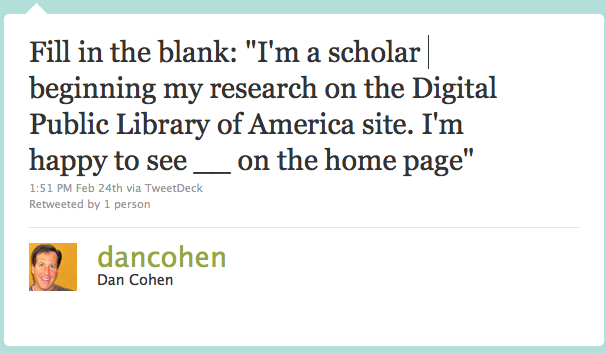 Fill in the blank: "I'm a scholar
beginning my research on the Digital
Public Library of America site. I'm
happy to see ___ on the home page"
1:51 PM Feb 24th via TweetDeck
Retweeted by 1 person
dancohen
Dan Cohen